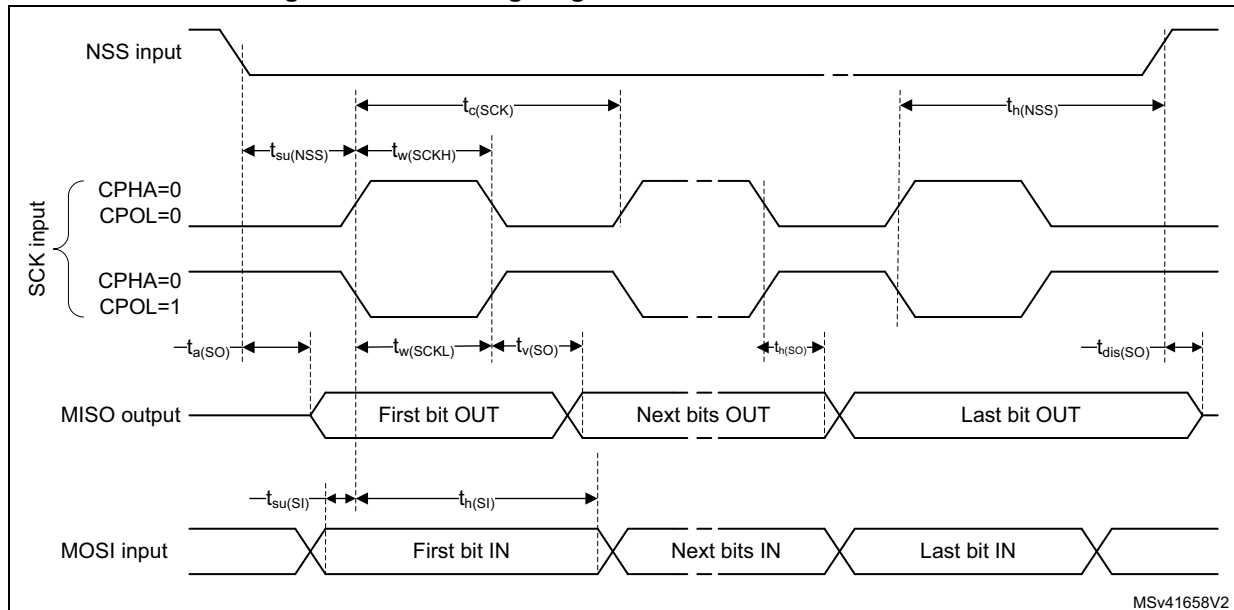 NSS input
tc(SCK)
th(NSS)
tsu(NSS)
tw(SCKH)
SCK input
CPHA=0
CPOL=0
CPHA=0
CPOL=1
ta(SO)
tw(SCKL)
tv(SO)
th(SO)
tdis(SO)
MISO output
First bit OUT
Next bits OUT
Last bit OUT
tsu(SI)
th(SI)
MOSI input
First bit IN
Next bits IN
Last bit IN
MSv41658V2